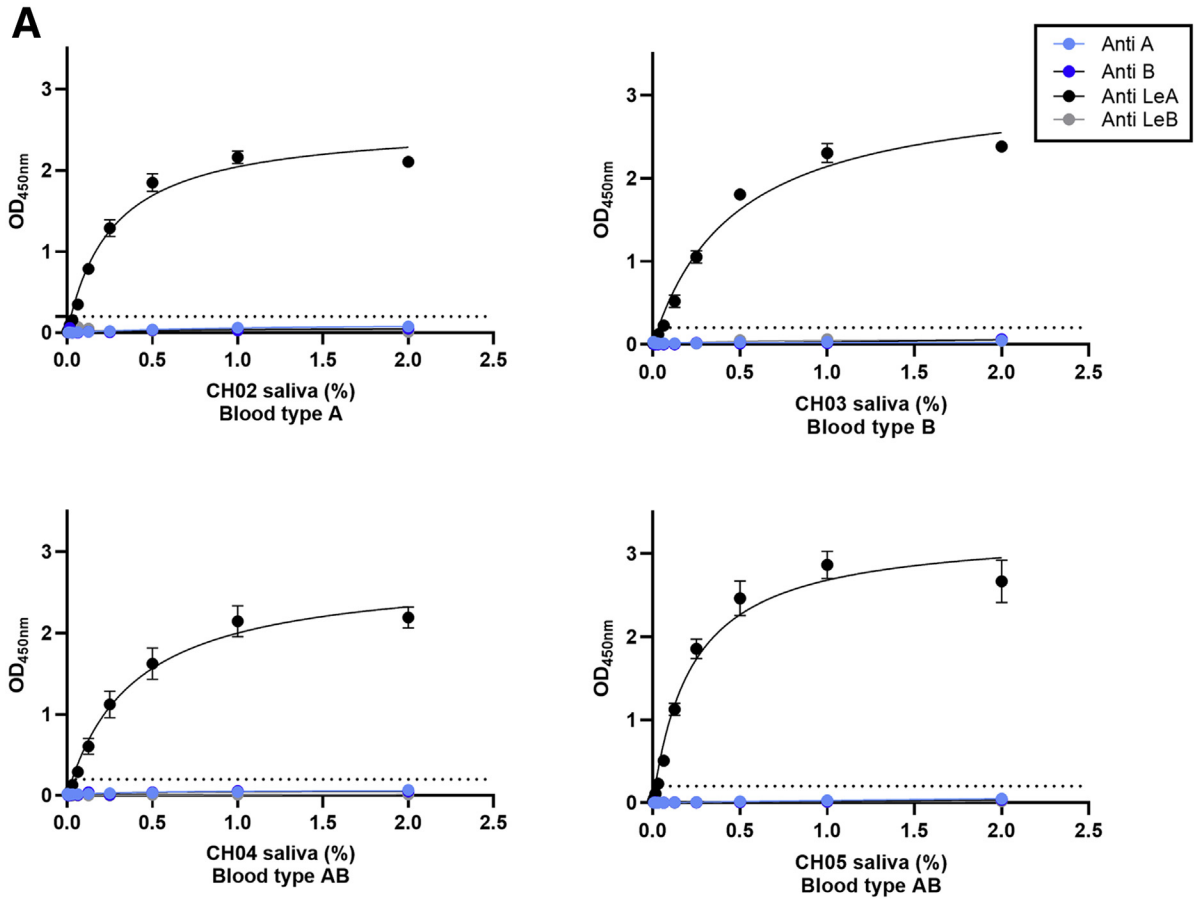 A
Anti A
Anti B
Anti LeA
Anti LeB
3
2
1
0
OD450nm
0.0 0.5 1.0 1.5 2.0 2.5
CH02 saliva (%)
Blood type A
3
2
1
0
OD450nm
0.0 0.5 1.0 1.5 2.0 2.5
CH03 saliva (%)
Blood type B
3
2
1
0
OD450nm
0.0 0.5 1.0 1.5 2.0 2.5
CH04 saliva (%)
Blood type AB
3
2
1
0
OD450nm
0.0 0.5 1.0 1.5 2.0 2.5
CH05 saliva (%)
Blood type AB